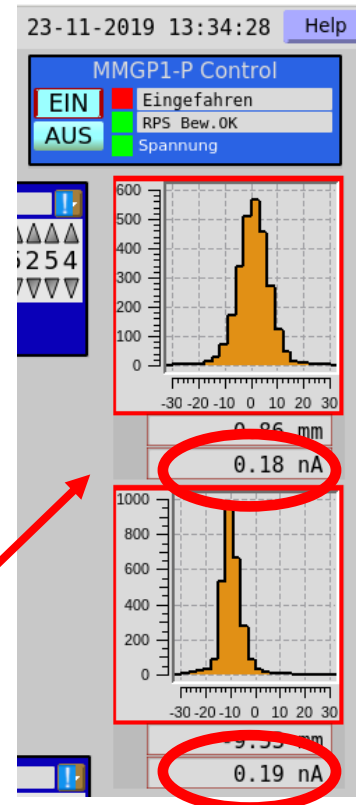 23-11-2019 13:34:28 Help
MMGP1-P Control
EIN Eingefahren
AUS RPS Bew.OK
Spannung
600
500
400
300
200
100
0
-30 -20 -10 0 10 20 30
mm
0.18 nA
1000
800
600
400
200
0
-30 -20 -10 0 10 20 30
mm
0.19 nA
254